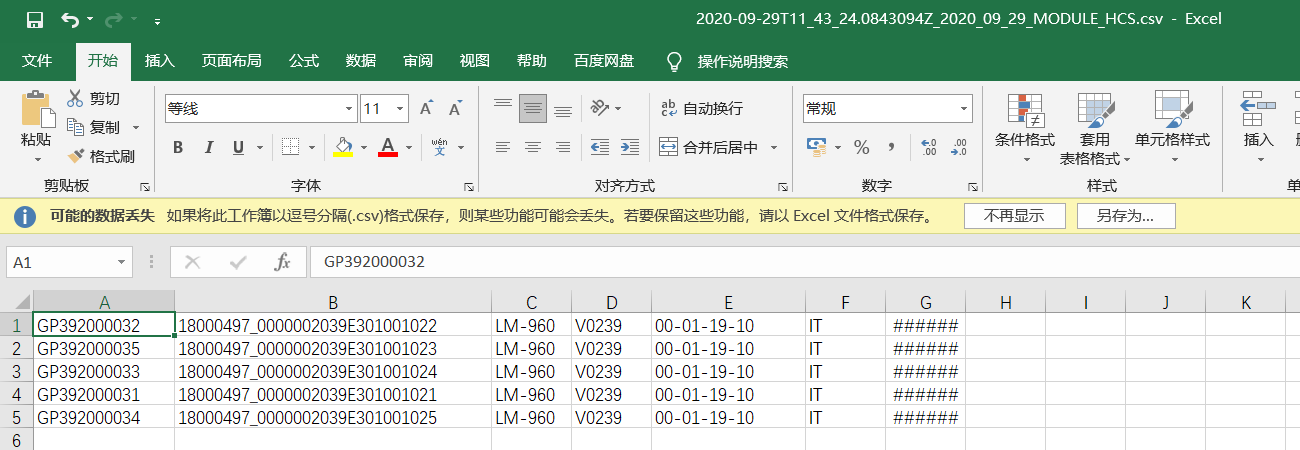 2020-09-29T11_43_24.0843094Z_2020_09_29_MODULE_HCS.csv - Excel
文件 开始 插入 页面布局 公式 数据 审阅 视图 帮助 百度网盘 操作说明搜索
粘贴
剪切
复制
格式刷
剪贴板
等线 11
B I U A wén 文
字体
ab 自动换行
合并后居中
对齐方式
常规
% , .00 .0
数字
条件格式
套用
表格格式
单元格样式
样式
插入
可能的数据丢失 如果将此工作簿以逗号分隔(.csv)格式保存，则某些功能可能会丢失。若要保留这些功能，请以 Excel 文件格式保存。 不再显示 另存为...
A1 fx GP392000032
A B C D E F G H I J K
1 GP392000032 18000497_0000002039E301001022 LM-960 V0239 00-01-19-10 IT ######
2 GP392000035 18000497_0000002039E301001023 LM-960 V0239 00-01-19-10 IT ######
3 GP392000033 18000497_0000002039E301001024 LM-960 V0239 00-01-19-10 IT ######
4 GP392000031 18000497_0000002039E301001021 LM-960 V0239 00-01-19-10 IT ######
5 GP392000034 18000497_0000002039E301001025 LM-960 V0239 00-01-19-10 IT ######
6